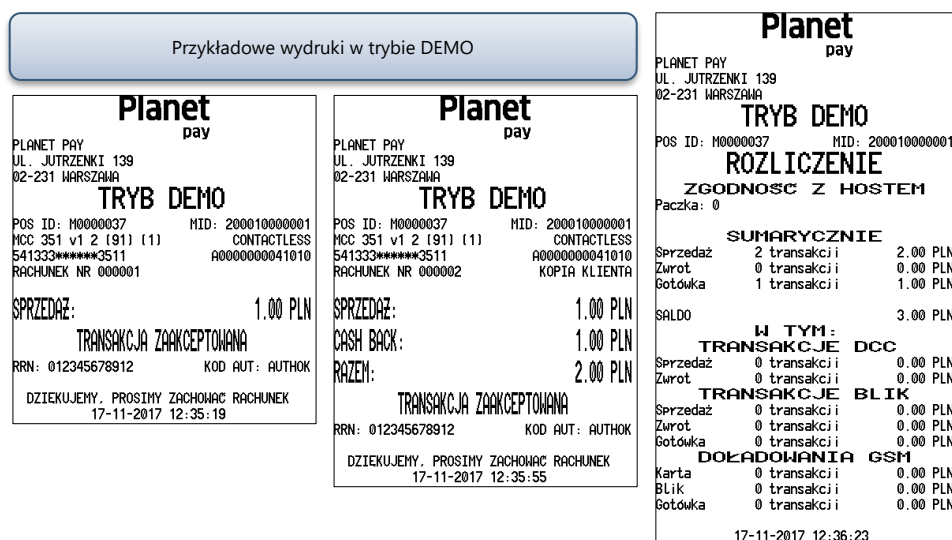 Przykładowe wydruki w trybie DEMO
Planet
pay
PLANET PAY
UL. JUTRZENKI 139
02-231 WARSZAWA
TRYB DEMO
POS ID: M0000037 MID: 200010000001
MCC 351 v1 2 (91) (1) CONTACTLESS
541333******3511 A0000000041010
RACHUNEK NR 000001
SPRZEDAŻ: 1.00 PLN
TRANSAKCJA ZAAKCEPTOWANA
RRN: 012345678912 KOD AUT: AUTHOK
DZIEKUJEMY, PROSIMY ZACHOWAĆ RACHUNEK
17-11-2017 12:35:19
Planet
pay
PLANET PAY
UL. JUTRZENKI 139
02-231 WARSZAWA
TRYB DEMO
POS ID: M0000037 MID: 200010000001
MCC 351 v1 2 (91) (1) CONTACTLESS
541333******3511 A0000000041010
RACHUNEK NR 000002 KOPIA KLIENTA
SPRZEDAŻ: 1.00 PLN
CASH BACK: 1.00 PLN
RAZEM: 2.00 PLN
TRANSAKCJA ZAAKCEPTOWANA
RRN: 012345678912 KOD AUT: AUTHOK
DZIEKUJEMY, PROSIMY ZACHOWAĆ RACHUNEK
17-11-2017 12:35:55
Planet
pay
PLANET PAY
UL. JUTRZENKI 139
02-231 WARSZAWA
TRYB DEMO
POS ID: M0000037 MID: 200010000001
ROZLICZENIE
ZGODNOŚĆ Z HOSTEM
Paczka: 0
SUMARYCZNIE
Sprzedaż 2 transakcji 2.00 PLN
Zwrot 0 transakcji 0.00 PLN
Gotówka 1 transakcji 1.00 PLN
SALDO 3.00 PLN
W TYM:
TRANSAKCJE DCC
Sprzedaż 0 transakcji 0.00 PLN
Zwrot 0 transakcji 0.00 PLN
TRANSAKCJE BLIK
Sprzedaż 0 transakcji 0.00 PLN
Zwrot 0 transakcji 0.00 PLN
Gotówka 0 transakcji 0.00 PLN
DOŁADOWANIA GSM
Karta 0 transakcji 0.00 PLN
Blik 0 transakcji 0.00 PLN
Gotówka 0 transakcji 0.00 PLN
17-11-2017 12:36:23